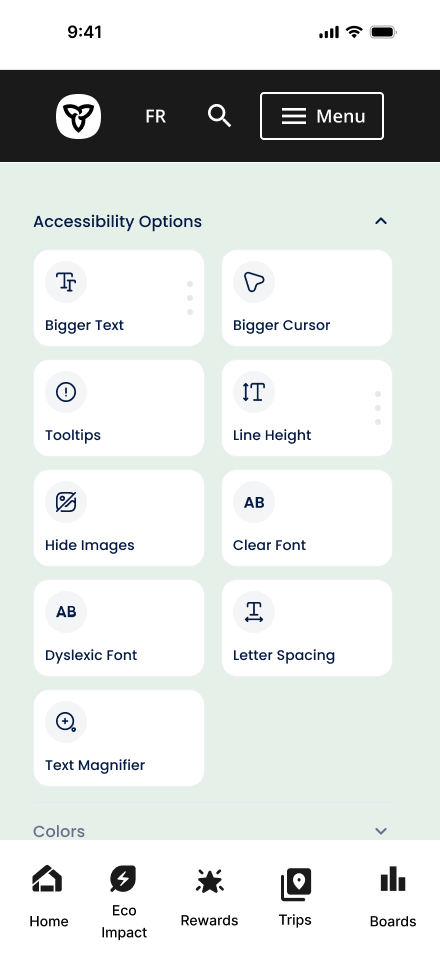 9:41
FR
Menu
Accessibility Options
Bigger Text
Bigger Cursor
Tooltips
Line Height
Hide Images
AB
Clear Font
AB
Dyslexic Font
Letter Spacing
Text Magnifier
Colors
Home
Eco
Impact
Rewards
Trips
Boards